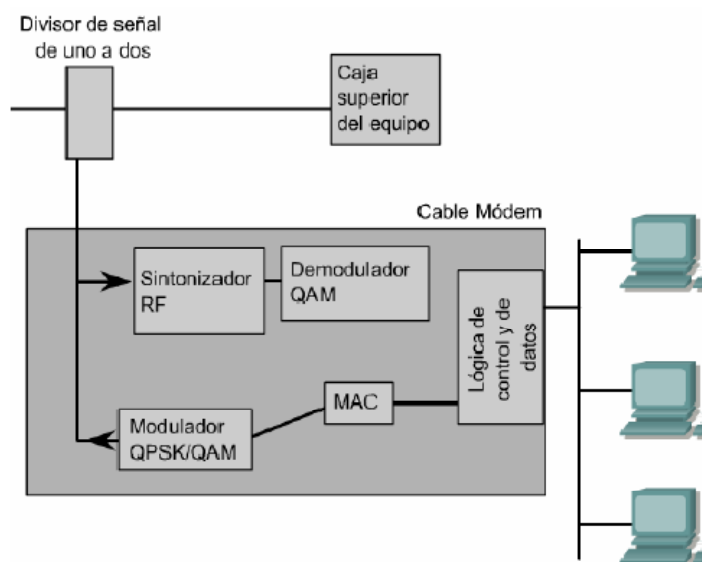 Divisor de señal
de uno a dos
Caja
superior
del equipo
Cable Módem
Sintonizador
RF
Demodulador
QAM
Lógica de
control y de
datos
MAC
Modulador
QPSK/QAM